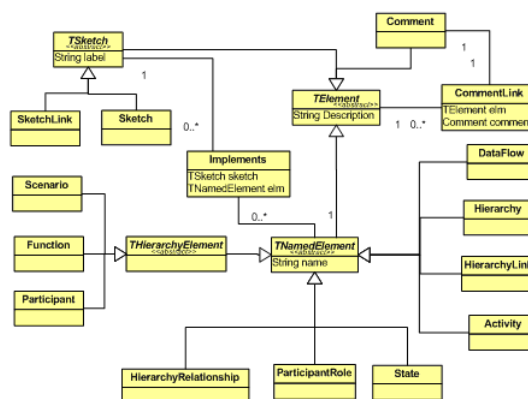 TSketch
<<abstract>>
String label
Comment
1
1
1
TElement
<<abstract>>
String Description
1
0..*
CommentLink
TElement elm
Comment commen
SketchLink
Sketch
0..*
Implements
TSketch sketch
TNamedElement elm
DataFlow
Scenario
0..*
1
Hierarchy
Function
THierarchyElement
<<abstract>>
TNamedElement
<<abstract>>
String name
HierarchyLink
Participant
Activity
HierarchyRelationship
ParticipantRole
State